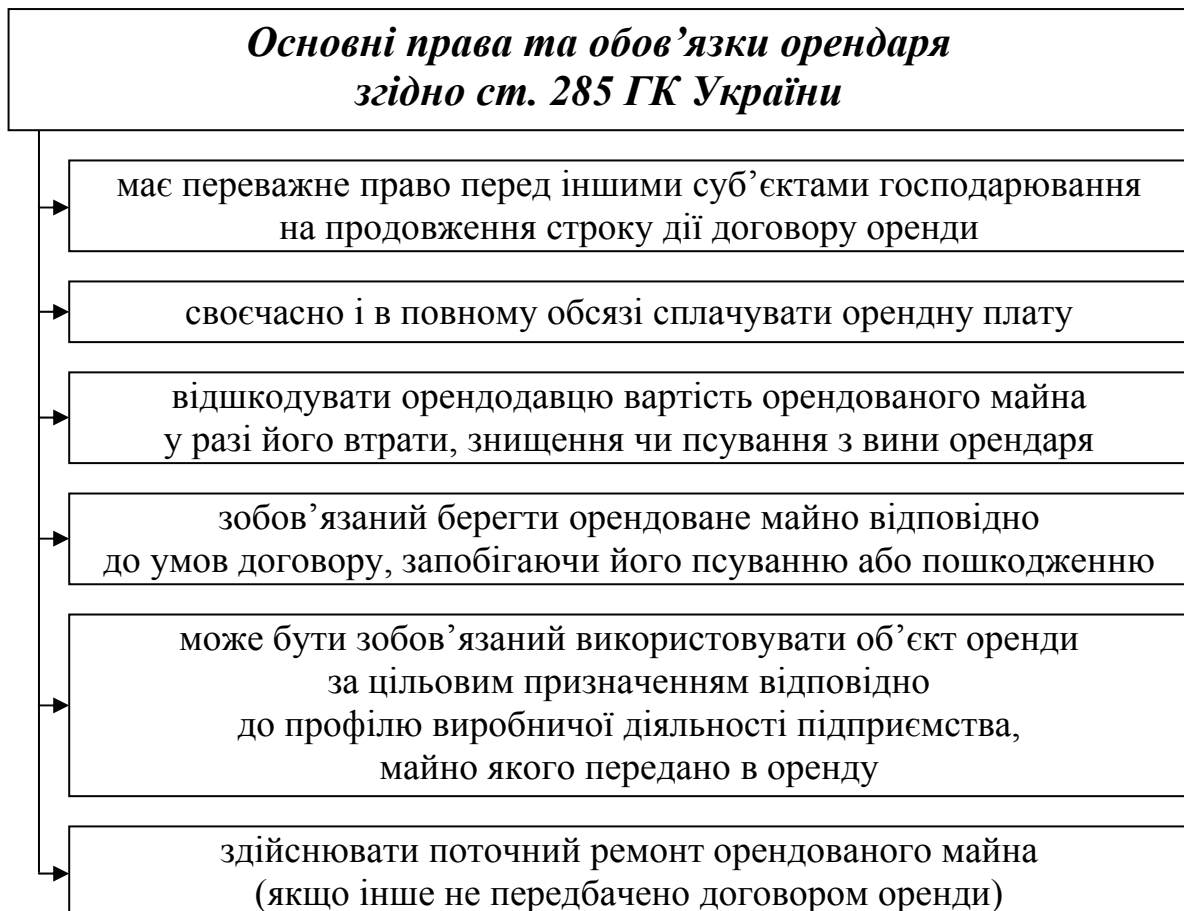 Основні права та обов’язки орендаря
згідно ст. 285 ГК України
має переважне право перед іншими суб’єктами господарювання
на продовження строку дії договору оренди
своєчасно і в повному обсязі сплачувати орендну плату
відшкодувати орендодавцю вартість орендованого майна
у разі його втрати, знищення чи псування з вини орендаря
зобов’язаний берегти орендоване майно відповідно
до умов договору, запобігаючи його псуванню або пошкодженню
може бути зобов’язаний використовувати об’єкт оренди
за цільовим призначенням відповідно
до профілю виробничої діяльності підприємства,
майно якого передано в оренду
здійснювати поточний ремонт орендованого майна
(якщо інше не передбачено договором оренди)